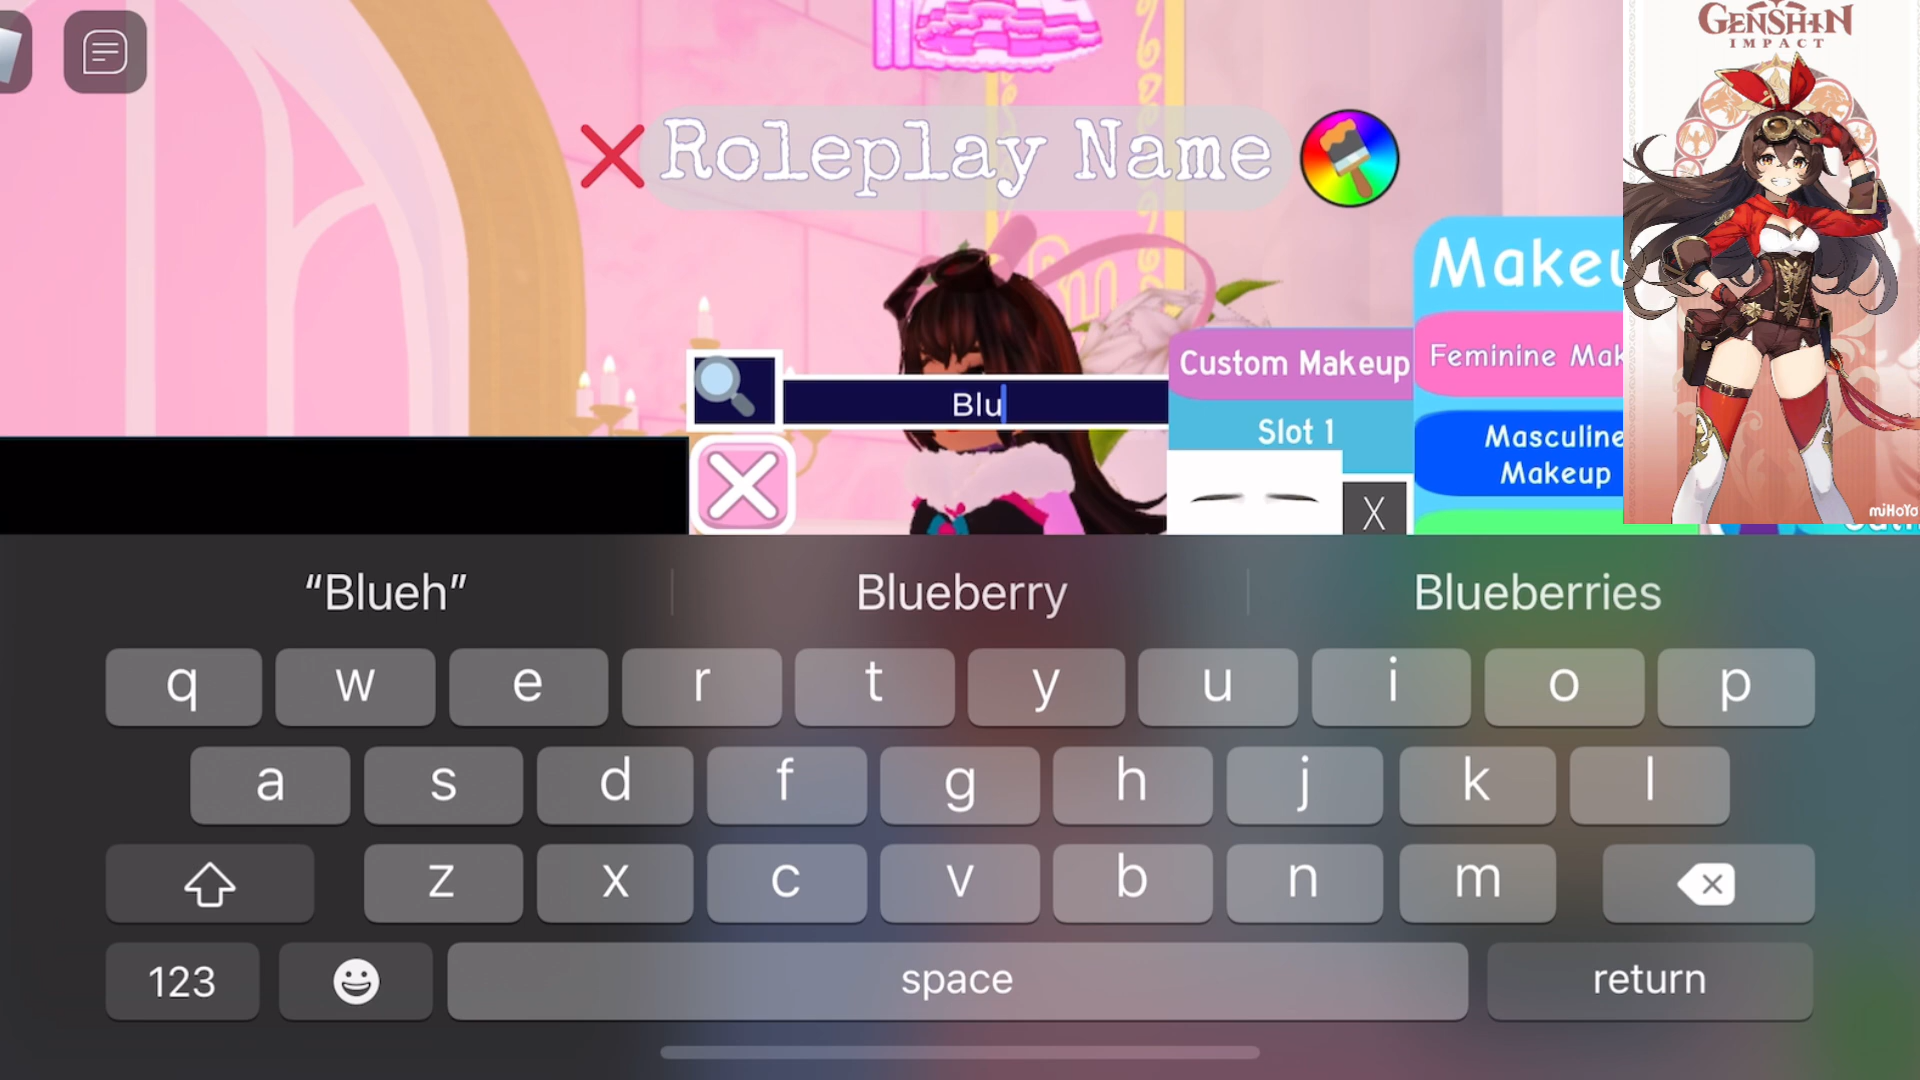 GENSHIN
IMPACT
Roleplay Name
Makeu
Custom Makeup
Feminine Mak
Blu
Slot 1
Masculine
Makeup
X
miHoYo
“Blueh”
Blueberry
Blueberries
q w e r t y u i o p
a s d f g h j k l
z x c v b n m
123
space
return